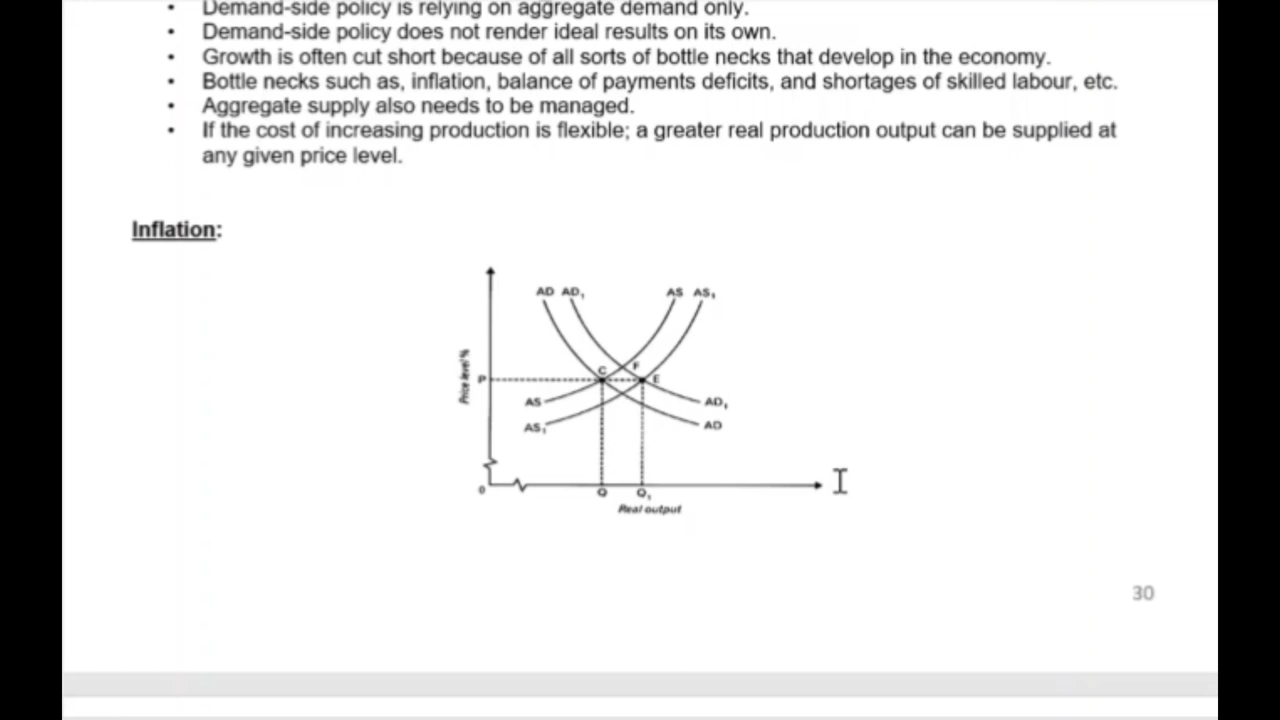 • Demand-side policy is relying on aggregate demand only.
• Demand-side policy does not render ideal results on its own.
• Growth is often cut short because of all sorts of bottle necks that develop in the economy.
• Bottle necks such as, inflation, balance of payments deficits, and shortages of skilled labour, etc.
• Aggregate supply also needs to be managed.
• If the cost of increasing production is flexible; a greater real production output can be supplied at
any given price level.
Inflation:
AD AD₁ AS AS₁
Price level %
C F
P E
AS AD₁
AS₁ AD
0 Q Q₁
Real output
30